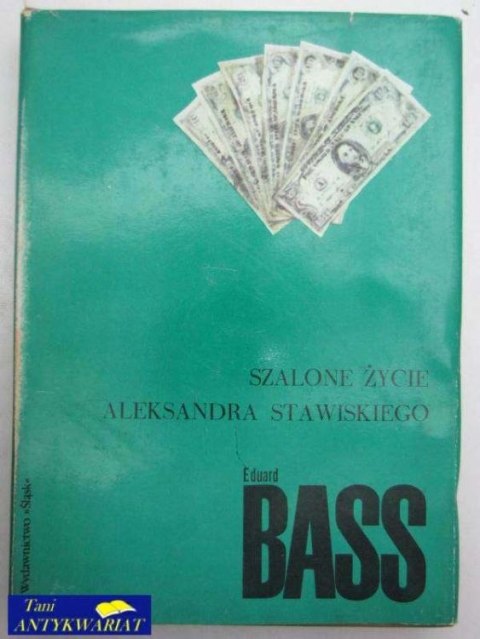 SZALONE ŻYCIE
ALEKSANDRA STAWISKIEGO
Eduard
BASS
Wydawnictwo »Śląsk«
Tani
ANTYKWARIAT